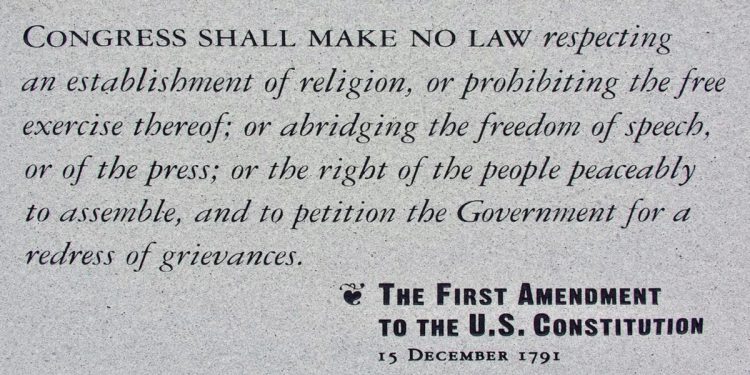 CONGRESS SHALL MAKE NO LAW respecting
an establishment of religion, or prohibiting the free
exercise thereof; or abridging the freedom of speech,
or of the press; or the right of the people peaceably
to assemble, and to petition the Government for a
redress of grievances.
❦ THE FIRST AMENDMENT
TO THE U.S. CONSTITUTION
15 DECEMBER 1791